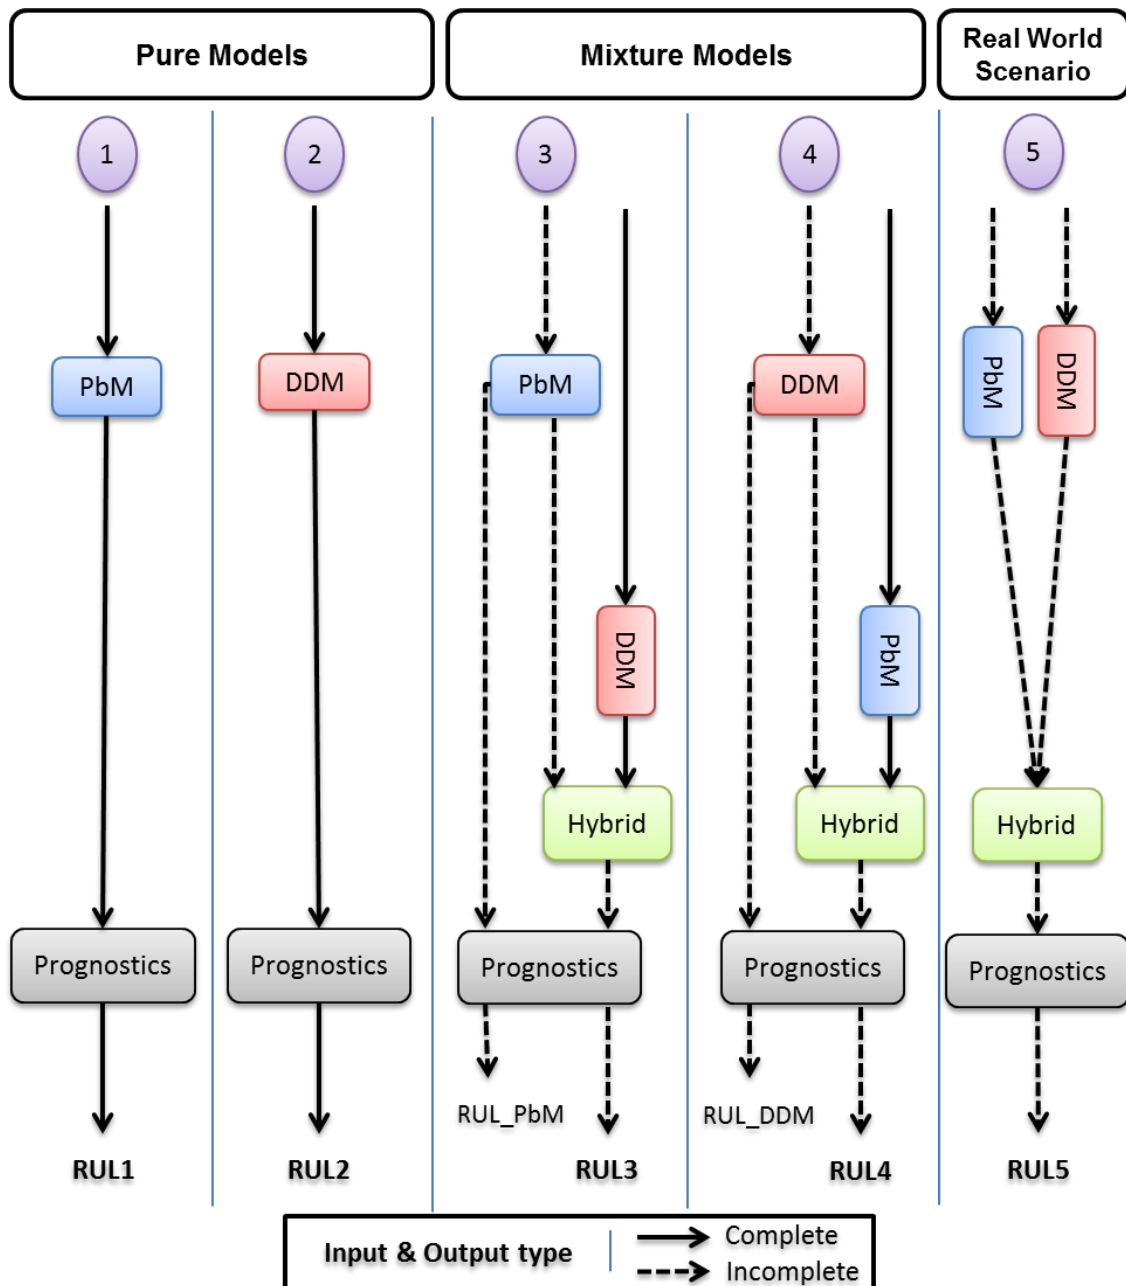 Pure Models
Mixture Models
Real World
Scenario
1
2
3
4
5
PbM
DDM
PbM
DDM
PbM
DDM
DDM
PbM
Hybrid
Hybrid
Hybrid
Prognostics
Prognostics
Prognostics
Prognostics
Prognostics
RUL_PbM
RUL_DDM
RUL1
RUL2
RUL3
RUL4
RUL5
Input & Output type
Complete
Incomplete